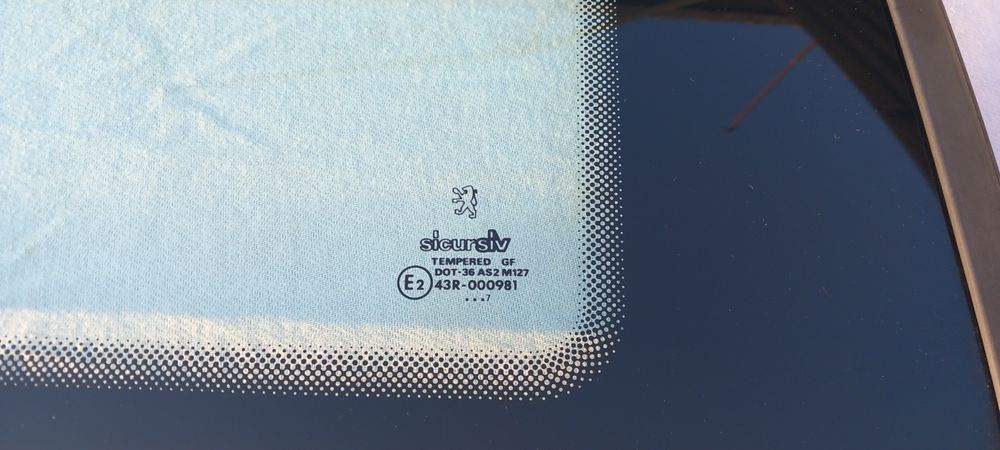 sicursiv
TEMPERED GF
DOT-36 AS2 M127
E2 43R-000981
...7